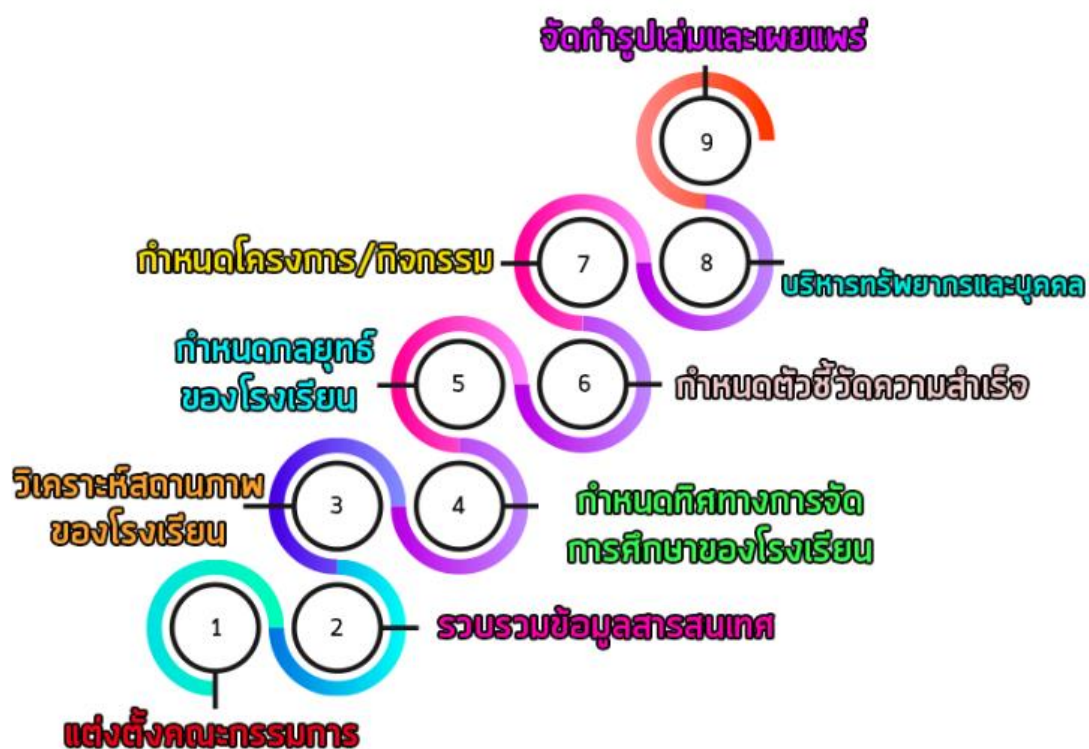 จัดทำรูปเล่มและเผยแพร่
9
กำหนดโครงการ/กิจกรรม
7
8
บริหารทรัพยากรและบุคคล
กำหนดกลยุทธ์
ของโรงเรียน
5
6
กำหนดตัวชี้วัดความสำเร็จ
วิเคราะห์สถานภาพ
ของโรงเรียน
3
4
กำหนดทิศทางการจัด
การศึกษาของโรงเรียน
1
2
รวบรวมข้อมูลสารสนเทศ
แต่งตั้งคณะกรรมการ